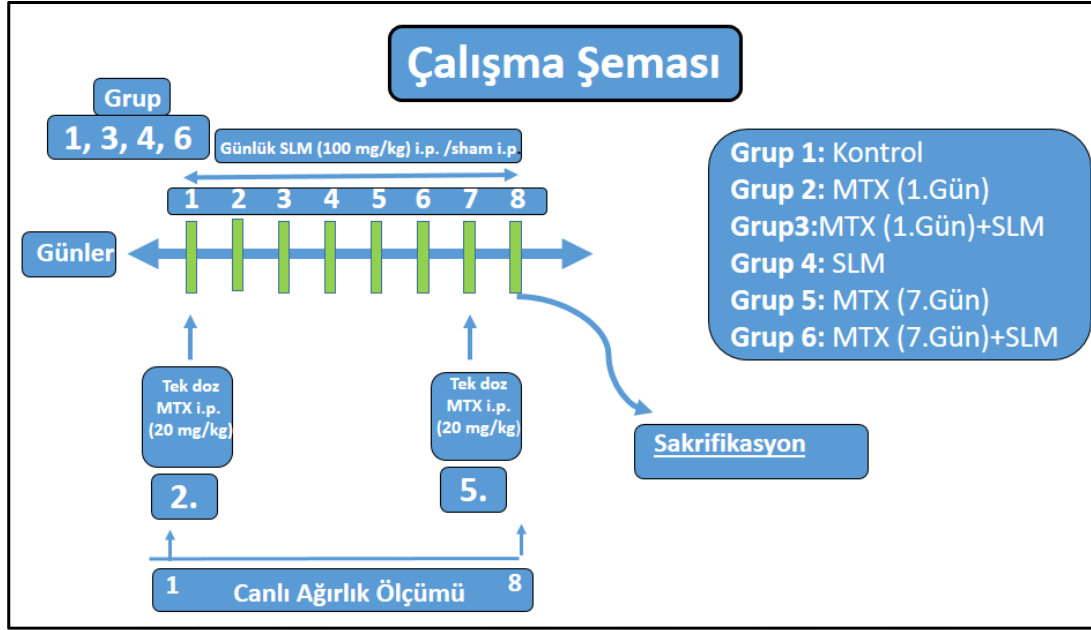 Çalışma Şeması
Grup
1, 3, 4, 6
Günlük SLM (100 mg/kg) i.p. /sham i.p.
1 2 3 4 5 6 7 8
Günler
Tek doz
MTX i.p.
(20 mg/kg)
2.
Tek doz
MTX i.p.
(20 mg/kg)
5.
Sakrifikasyon
1 Canlı Ağırlık Ölçümü 8
Grup 1: Kontrol
Grup 2: MTX (1.Gün)
Grup3:MTX (1.Gün)+SLM
Grup 4: SLM
Grup 5: MTX (7.Gün)
Grup 6: MTX (7.Gün)+SLM